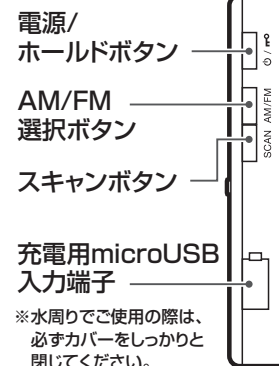 電源/
ホールドボタン
AM/FM
選択ボタン
スキャンボタン
充電用microUSB
入力端子
※水周りでご使用の際は、
必ずカバーをしっかりと
閉じてください。
AM/FM
SCAN